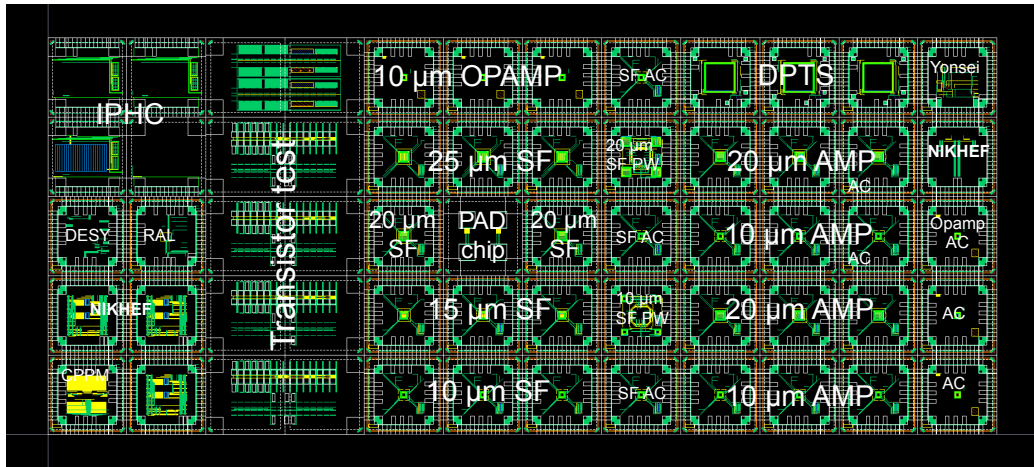 10 µm OPAMP
SF AC
DPTS
Yonsei
IPHC
Transistor test
25 µm SF
20 µm
SF PW
20 µm AMP
AC
NIKHEF
DESY
RAL
20 µm
SF
PAD
chip
20 µm
SF
SF AC
10 µm AMP
AC
Opamp
AC
NIKHEF
15 µm SF
10 µm
SF PW
20 µm AMP
AC
CPPM
10 µm SF
SF AC
10 µm AMP
AC